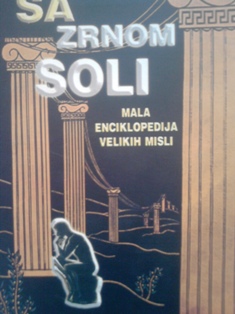 SA
ZRNOM
SOLI
MALA
ENCIKLOPEDIJA
VELIKIH MISLI